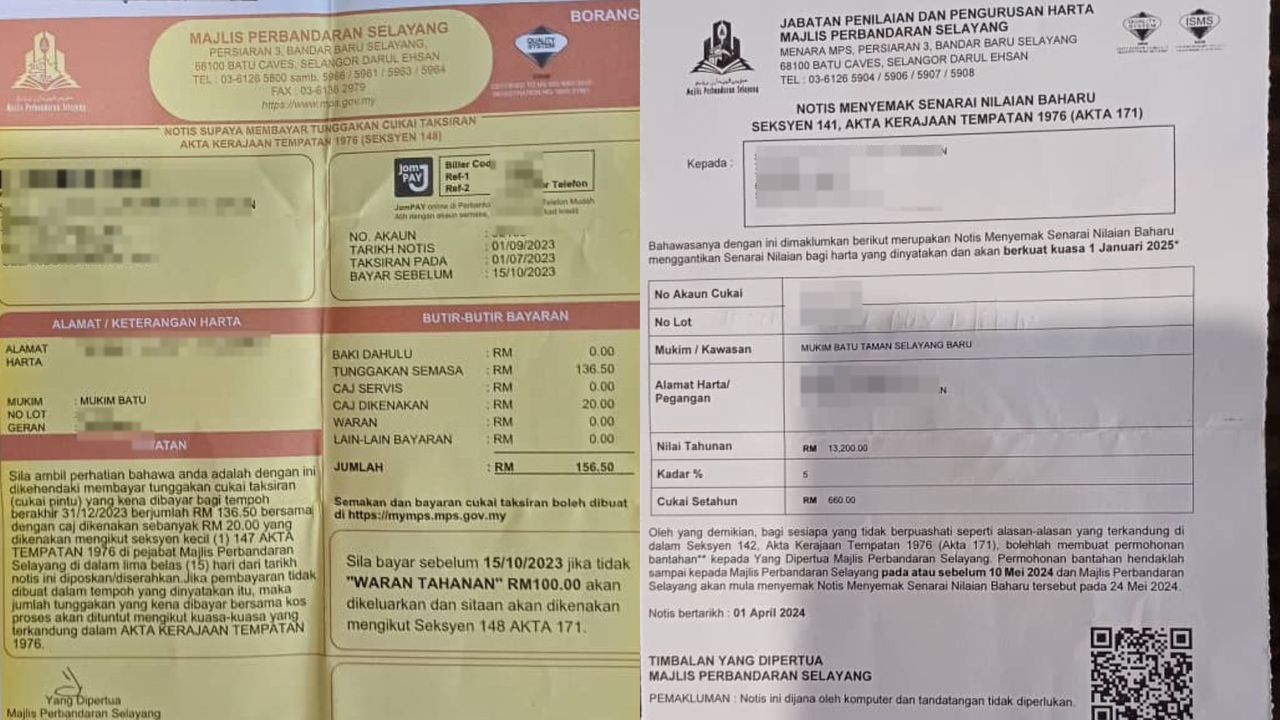 BORANG
MAJLIS PERBANDARAN SELAYANG
PERSIARAN 3, BANDAR BARU SELAYANG,
68100 BATU CAVES, SELANGOR DARUL EHSAN
TEL : 03-6126 5800 samb. 5986 / 5961 / 5963 / 5964
FAX : 03-6138 2979
https://www.mps.gov.my
Majlis Perbandaran Selayang
QUALITY
SYSTEM
NOTIS SUPAYA MEMBAYAR TUNGGAKAN CUKAI TAKSIRAN
AKTA KERAJAAN TEMPATAN 1976 (SEKSYEN 148)
Jom
PAY
Biller Code
Ref-1
Ref-2
Telefon
NO. AKAUN :
TARIKH NOTIS : 01/09/2023
TAKSIRAN PADA : 01/07/2023
BAYAR SEBELUM : 15/10/2023
ALAMAT / KETERANGAN HARTA
ALAMAT
HARTA
MUKIM : MUKIM BATU
NO LOT :
GERAN :
BUTIR-BUTIR BAYARAN
BAKI DAHULU : RM 0.00
TUNGGAKAN SEMASA : RM 136.50
CAJ SERVIS : RM 0.00
CAJ DIKENAKAN : RM 20.00
WARAN : RM 0.00
LAIN-LAIN BAYARAN : RM 0.00
JUMLAH : RM 156.50
ATAN
Sila ambil perhatian bahawa anda adalah dengan ini
dikehendaki membayar tunggakan cukai taksiran
(cukai pintu) yang kena dibayar bagi tempoh
berakhir 31/12/2023 berjumlah RM 136.50 bersama
dengan caj dikenakan sebanyak RM 20.00 yang
dikenakan mengikut seksyen kecil (1) 147 AKTA
TEMPATAN 1976 di pejabat Majlis Perbandaran
Selayang di dalam lima belas (15) hari dari tarikh
notis ini diposkan/diserahkan.Jika pembayaran tidak
dibuat dalam tempoh yang dinyatakan itu, maka
jumlah tunggakan yang kena dibayar bersama kos
proses akan dituntut mengikut kuasa-kuasa yang
terkandung dalam AKTA KERAJAAN TEMPATAN
1976.
Yang Dipertua
Majlis Perbandaran Selayang
Semakan dan bayaran cukai taksiran boleh dibuat
di https://mymps.mps.gov.my
Sila bayar sebelum 15/10/2023 jika tidak
"WARAN TAHANAN" RM100.00 akan
dikeluarkan dan sitaan akan dikenakan
mengikut Seksyen 148 AKTA 171.
JABATAN PENILAIAN DAN PENGURUSAN HARTA
MAJLIS PERBANDARAN SELAYANG
MENARA MPS, PERSIARAN 3, BANDAR BARU SELAYANG
68100 BATU CAVES, SELANGOR DARUL EHSAN
TEL : 03-6126 5904 / 5906 / 5907 / 5908
Majlis Perbandaran Selayang
ISMS
NOTIS MENYEMAK SENARAI NILAIAN BAHARU
SEKSYEN 141, AKTA KERAJAAN TEMPATAN 1976 (AKTA 171)
Kepada :
N
Bahawasanya dengan ini dimaklumkan berikut merupakan Notis Menyemak Senarai Nilaian Baharu
menggantikan Senarai Nilaian bagi harta yang dinyatakan dan akan berkuat kuasa 1 Januari 2025*
No Akaun Cukai
No Lot
Mukim / Kawasan MUKIM BATU TAMAN SELAYANG BARU
Alamat Harta/
Pegangan
N
Nilai Tahunan RM 13,200.00
Kadar % 5
Cukai Setahun RM 660.00
Oleh yang demikian, bagi sesiapa yang tidak berpuashati seperti alasan-alasan yang terkandung di
dalam Seksyen 142, Akta Kerajaan Tempatan 1976 (Akta 171), bolehlah membuat permohonan
bantahan** kepada Yang Dipertua Majlis Perbandaran Selayang. Permohonan bantahan hendaklah
sampai kepada Majlis Perbandaran Selayang pada atau sebelum 10 Mei 2024 dan Majlis Perbandaran
Selayang akan mula menyemak Notis Menyemak Senarai Nilaian Baharu tersebut pada 24 Mei 2024.
Notis bertarikh : 01 April 2024
TIMBALAN YANG DIPERTUA
MAJLIS PERBANDARAN SELAYANG
PEMAKLUMAN : Notis ini dijana oleh komputer dan tandatangan tidak diperlukan.